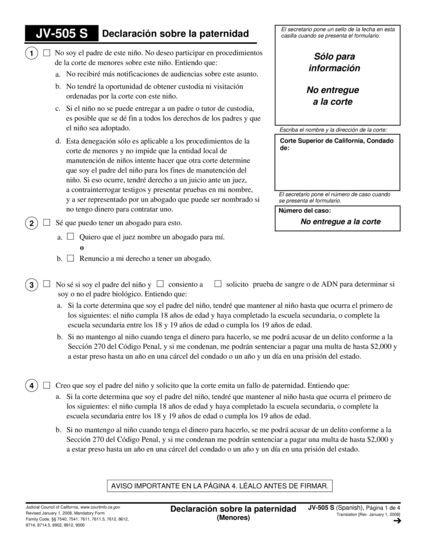 JV-505 S Declaración sobre la paternidad
El secretario pone un sello de la fecha en esta
casilla cuando se presenta el formulario.
Sólo para
información
No entregue
a la corte
Escriba el nombre y la dirección de la corte:
Corte Superior de California, Condado
de:
El secretario pone el número de caso cuando
se presenta el formulario.
Número del caso:
No entregue a la corte
1 No soy el padre de este niño. No deseo participar en procedimientos
de la corte de menores sobre este niño. Entiendo que:
a. No recibiré más notificaciones de audiencias sobre este asunto.
b. No tendré la oportunidad de obtener custodia ni visitación
ordenadas por la corte con este niño.
c. Si el niño no se puede entregar a un padre o tutor de custodia,
es posible que se dé fin a todos los derechos de los padres y que
el niño sea adoptado.
d. Esta denegación sólo es aplicable a los procedimientos de la
corte de menores y no impide que la entidad local de
manutención de niños intente hacer que otra corte determine
que soy el padre del niño para los fines de manutención del
niño. Si eso ocurre, tendré derecho a un juicio ante un juez,
a contrainterrogar testigos y presentar pruebas en mi nombre,
y a ser representado por un abogado que puede ser nombrado si
no tengo dinero para contratar uno.
2 Sé que puedo tener un abogado para esto.
a. Quiero que el juez nombre un abogado para mí.
o
b. Renuncio a mi derecho a tener un abogado.
3 No sé si soy el padre del niño y consiento a solicito prueba de sangre o de ADN para determinar si
soy o no el padre biológico. Entiendo que:
a. Si la corte determina que soy el padre del niño, tendré que mantener al niño hasta que ocurra el primero de
los siguientes: el niño cumpla 18 años de edad y haya completado la escuela secundaria, o complete la
escuela secundaria entre los 18 y 19 años de edad o cumpla los 19 años de edad.
b. Si no mantengo al niño cuando tenga el dinero para hacerlo, se me podrá acusar de un delito conforme a la
Sección 270 del Código Penal, y si me condenan me podrán sentenciar a pagar una multa de hasta $2,000 y
a estar preso hasta un año en una cárcel del condado o un año y un día en una prisión del estado.
4 Creo que soy el padre del niño y solicito que la corte emita un fallo de paternidad. Entiendo que:
a. Si la corte determina que soy el padre del niño, tendré que mantener al niño hasta que ocurra el primero de
los siguientes: el niño cumpla 18 años de edad y haya completado la escuela secundaria, o complete la
escuela secundaria entre los 18 y 19 años de edad o cumpla los 19 años de edad.
b. Si no mantengo al niño cuando tenga el dinero para hacerlo, se me podrá acusar de un delito conforme a la
Sección 270 del Código Penal, y si me condenan me podrán sentenciar a pagar una multa de hasta $2,000 y
a estar preso hasta un año en una cárcel del condado o un año y un día en una prisión del estado.
AVISO IMPORTANTE EN LA PÁGINA 4. LÉALO ANTES DE FIRMAR.
Judicial Council of California, www.courtinfo.ca.gov
Revised January 1, 2008, Mandatory Form
Family Code, §§ 7540, 7541, 7611, 7611.5, 7612, 8612,
8714, 8714.5, 8802, 8912, 9000
Declaración sobre la paternidad
(Menores)
JV-505 S (Spanish), Página 1 de 4
Translation [Rev. January 1, 2008]